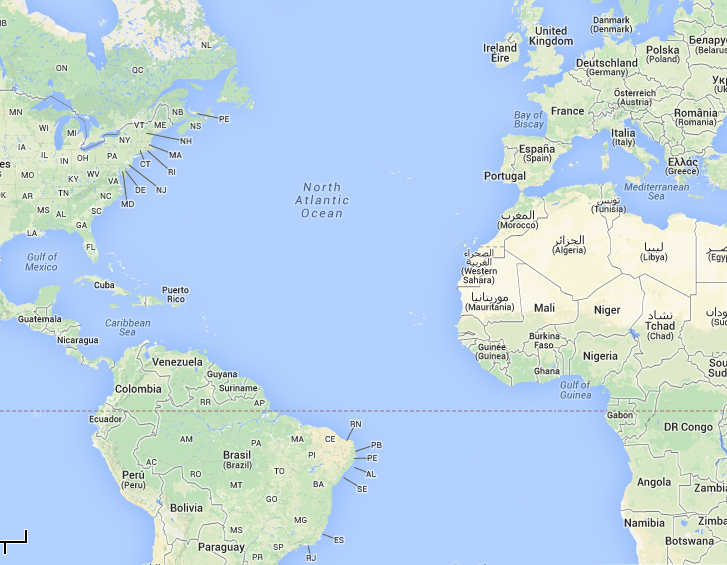 Danmark
(Denmark)
United
Kingdom
NL
Ireland
Éire
Polska
(Poland)
Deutschland
(Germany)
ON
QC
Österreich
(Austria)
France
România
(Romania)
MN
NB
PE
VT
ME
NS
WI
MI
NY
NH
Bay of
Biscay
Italia
(Italy)
IA
PA
MA
CT
RI
IL
IN
OH
España
(Spain)
Ελλάς
(Greece)
KY
WV
VA
NJ
DE
MD
MO
Portugal
Mediterranean
Sea
North
Atlantic
Ocean
OK
AR
TN
NC
MS
AL
SC
GA
LA
FL
تونس
(Tunisia)
المغرب
(Morocco)
الجزائر
(Algeria)
ليبيا
(Libya)
Gulf of
Mexico
الصحراء
الغربية
(Western
Sahara)
Cuba
Puerto
Rico
موريتانيا
(Mauritania)
Mali
Niger
تشاد
Tchad
(Chad)
Guatemala
Caribbean
Sea
Nicaragua
Guinée
(Guinea)
Burkina
Faso
Nigeria
Ghana
Venezuela
Guyana
Suriname
Colombia
RR
AP
Gulf of
Guinea
Ecuador
Gabon
DR Congo
RN
AM
PA
MA
CE
PB
PE
PI
AL
Brasil
(Brazil)
AC
RO
TO
BA
SE
Perú
(Peru)
MT
GO
Angola
Bolivia
MG
MS
ES
Namibia
Botswana
Paraguay
SP
PR
RJ